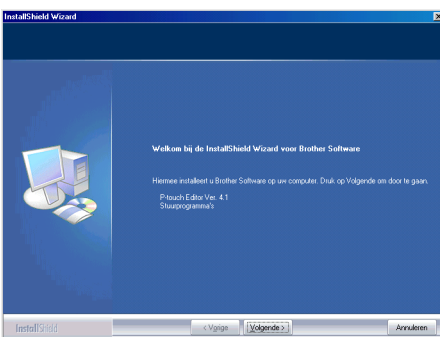 InstallShield Wizard
Welkom bij de InstallShield Wizard voor Brother Software
Hiermee installeert u Brother Software op uw computer. Druk op Volgende om door te gaan.
P-touch Editor Ver. 4.1
Stuurprogramma's
InstallShield
< Vorige
Volgende >
Annuleren